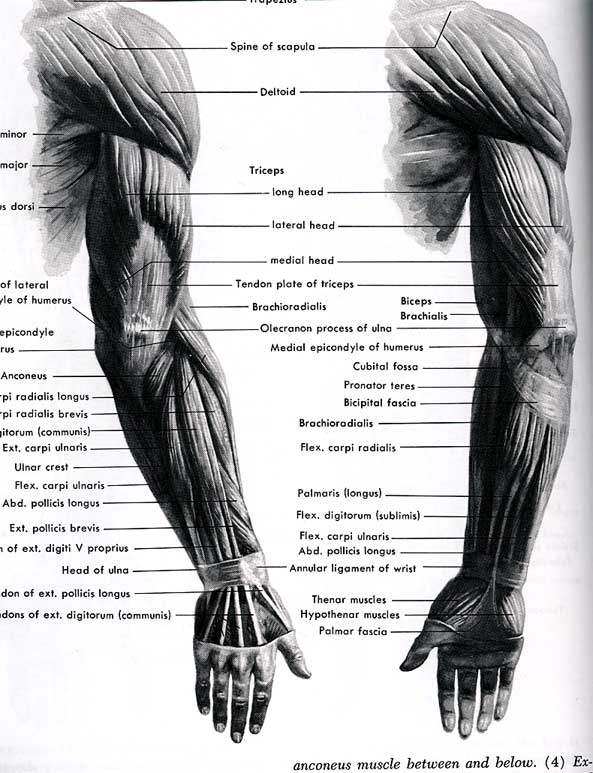 Trapezius
Spine of scapula
Deltoid
minor
major
us dorsi
Triceps
long head
lateral head
medial head
Tendon plate of triceps
of lateral
yle of humerus
Brachioradialis
Olecranon process of ulna
epicondyle
rus
Anconeus
rpi radialis longus
rpi radialis brevis
gitorum (communis)
Ext. carpi ulnaris
Ulnar crest
Flex. carpi ulnaris
Abd. pollicis longus
Ext. pollicis brevis
n of ext. digiti V proprius
Head of ulna
don of ext. pollicis longus
adons of ext. digitorum (communis)
Biceps
Brachialis
Medial epicondyle of humerus
Cubital fossa
Pronator teres
Bicipital fascia
Brachioradialis
Flex. carpi radialis
Palmaris (longus)
Flex. digitorum (sublimis)
Flex. carpi ulnaris
Abd. pollicis longus
Annular ligament of wrist
Thenar muscles
Hypothenar muscles
Palmar fascia
anconeus muscle between and below. (4) Ex-